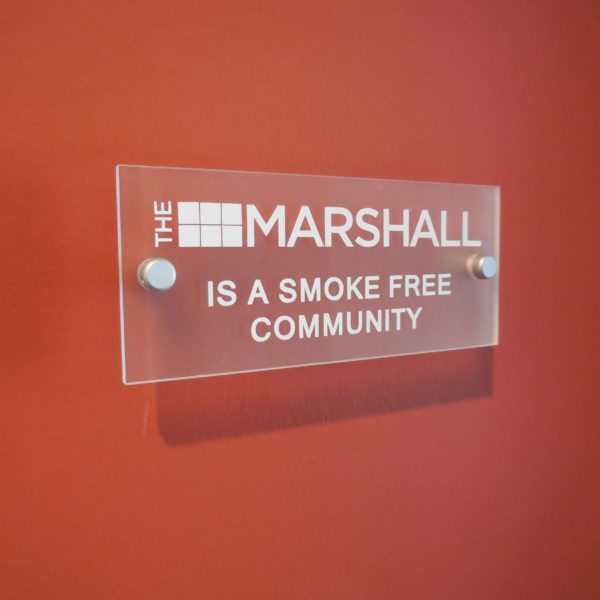 THE MARSHALL
IS A SMOKE FREE
COMMUNITY